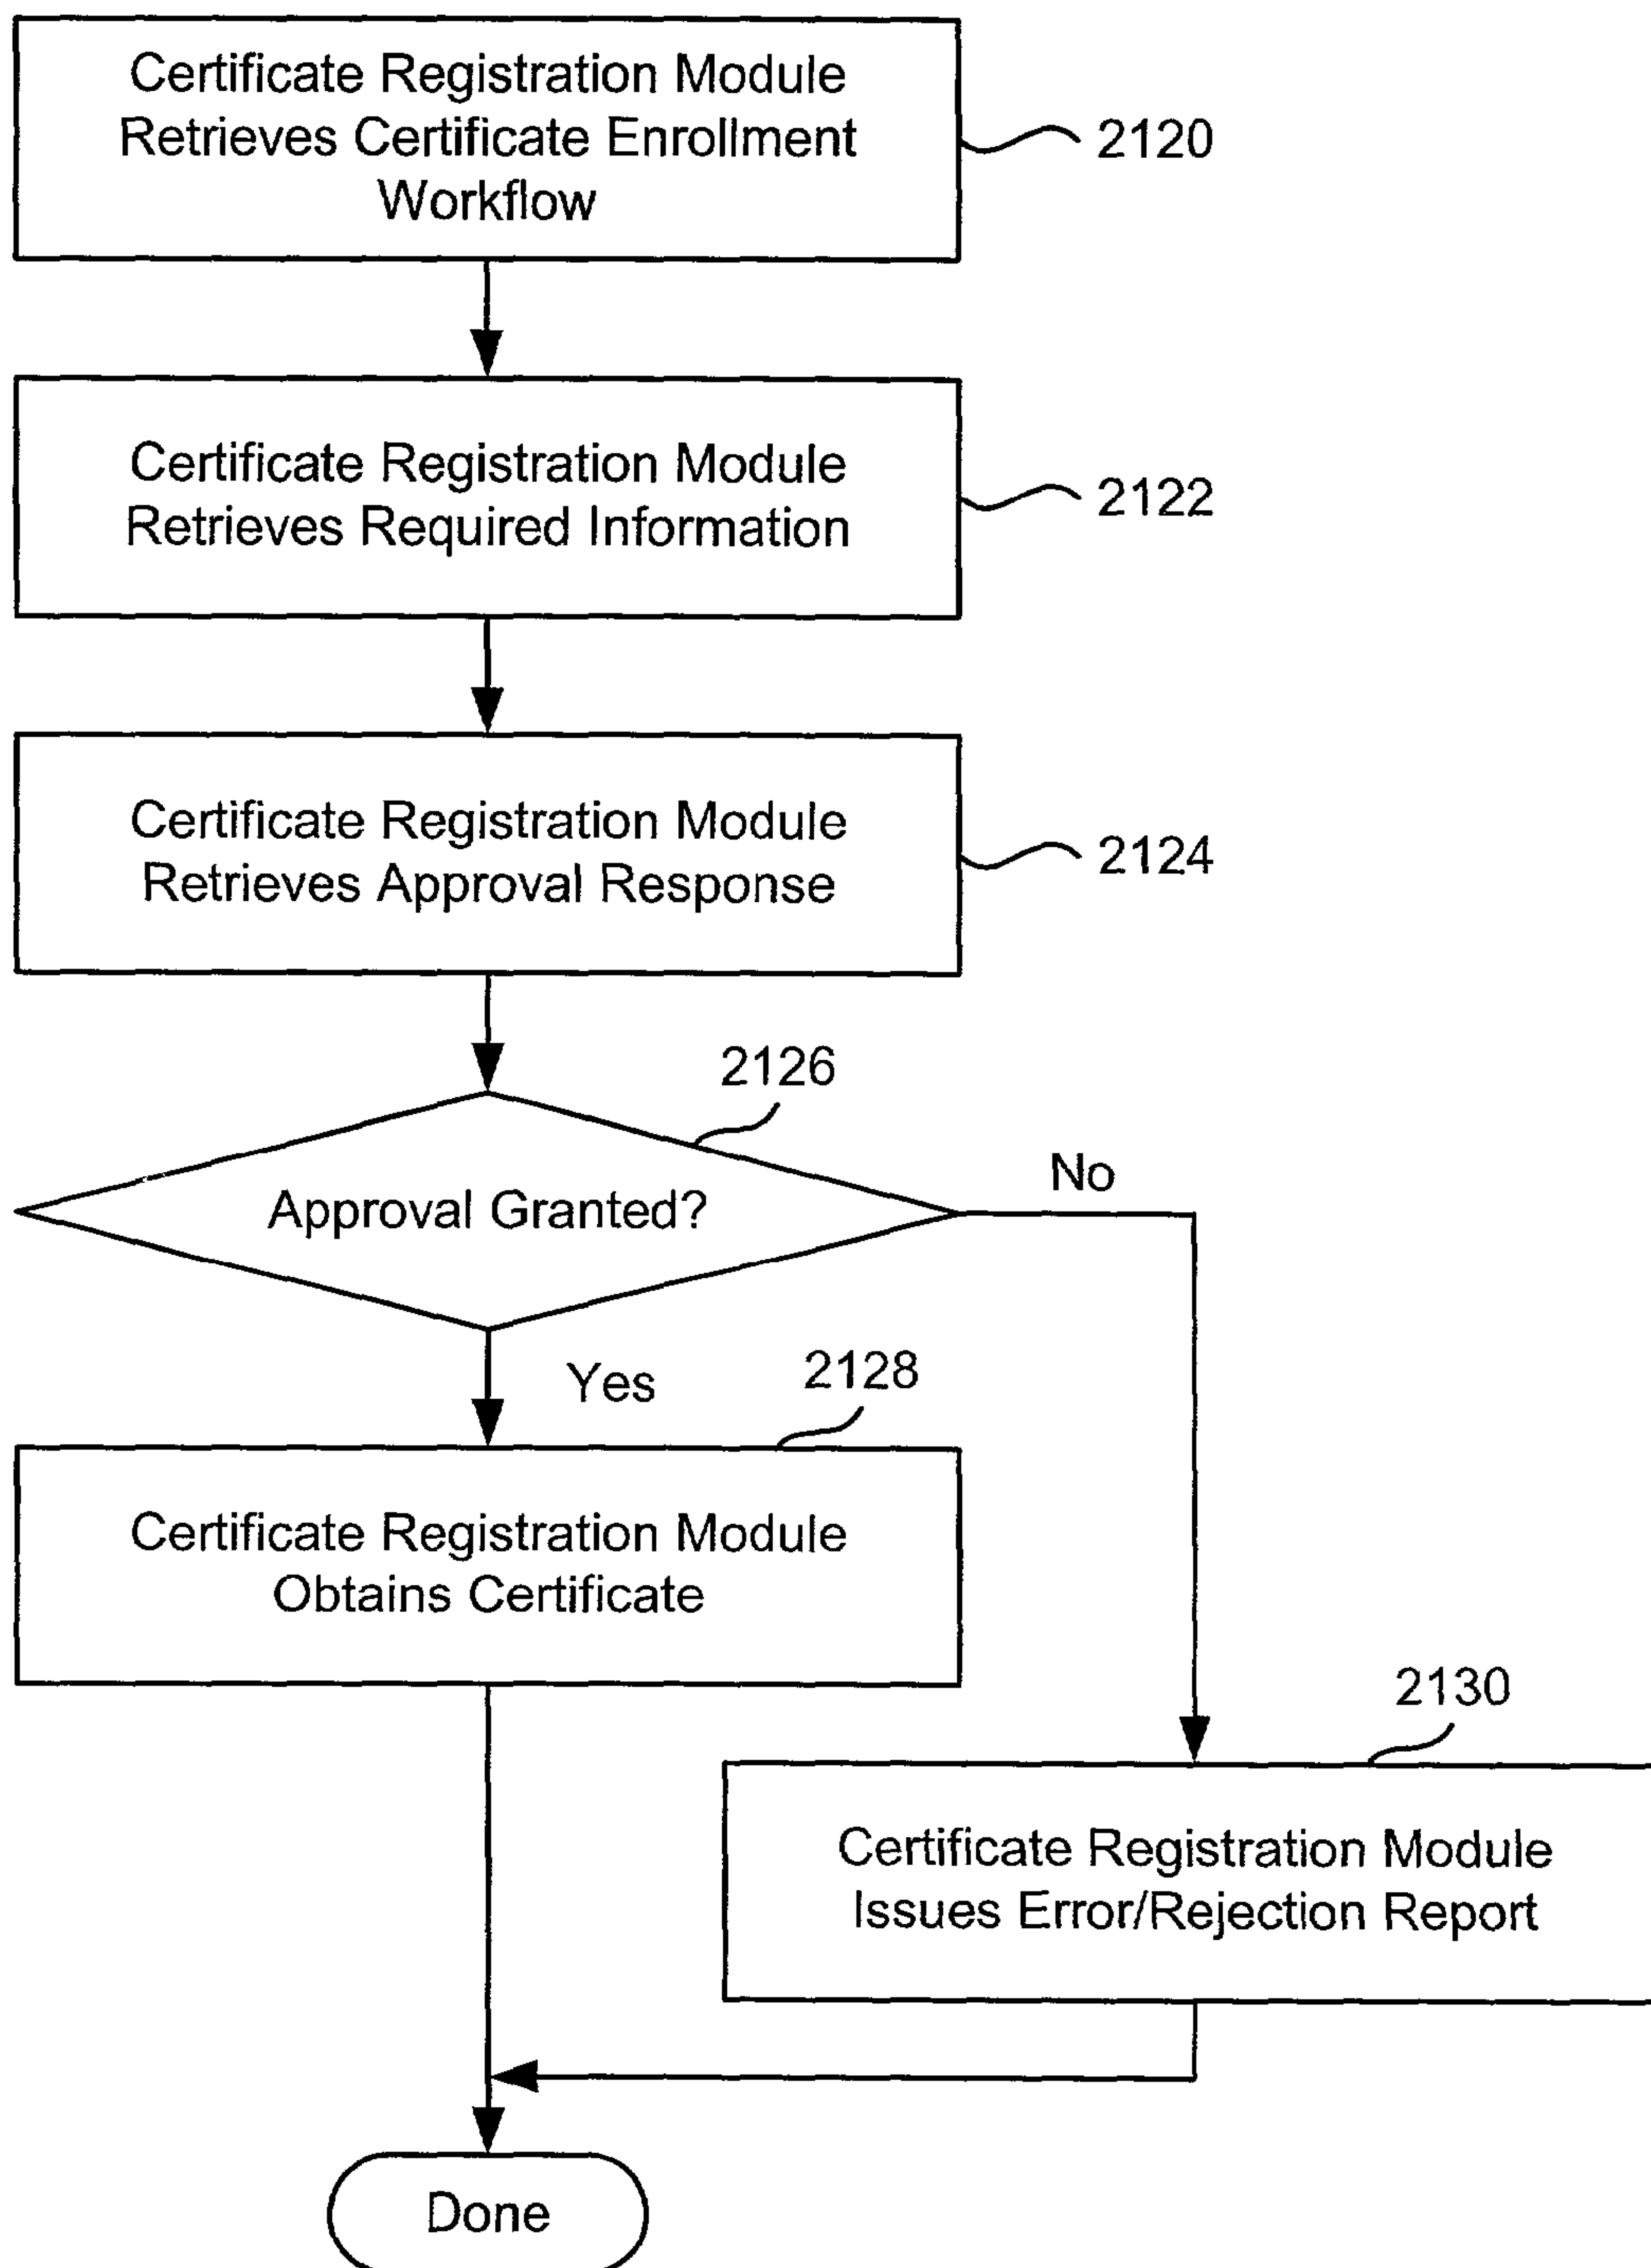 Certificate Registration Module
Retrieves Certificate Enrollment
Workflow
2120
Certificate Registration Module
Retrieves Required Information
2122
Certificate Registration Module
Retrieves Approval Response
2124
2126
Approval Granted?
No
Yes
2128
Certificate Registration Module
Obtains Certificate
2130
Certificate Registration Module
Issues Error/Rejection Report
Done